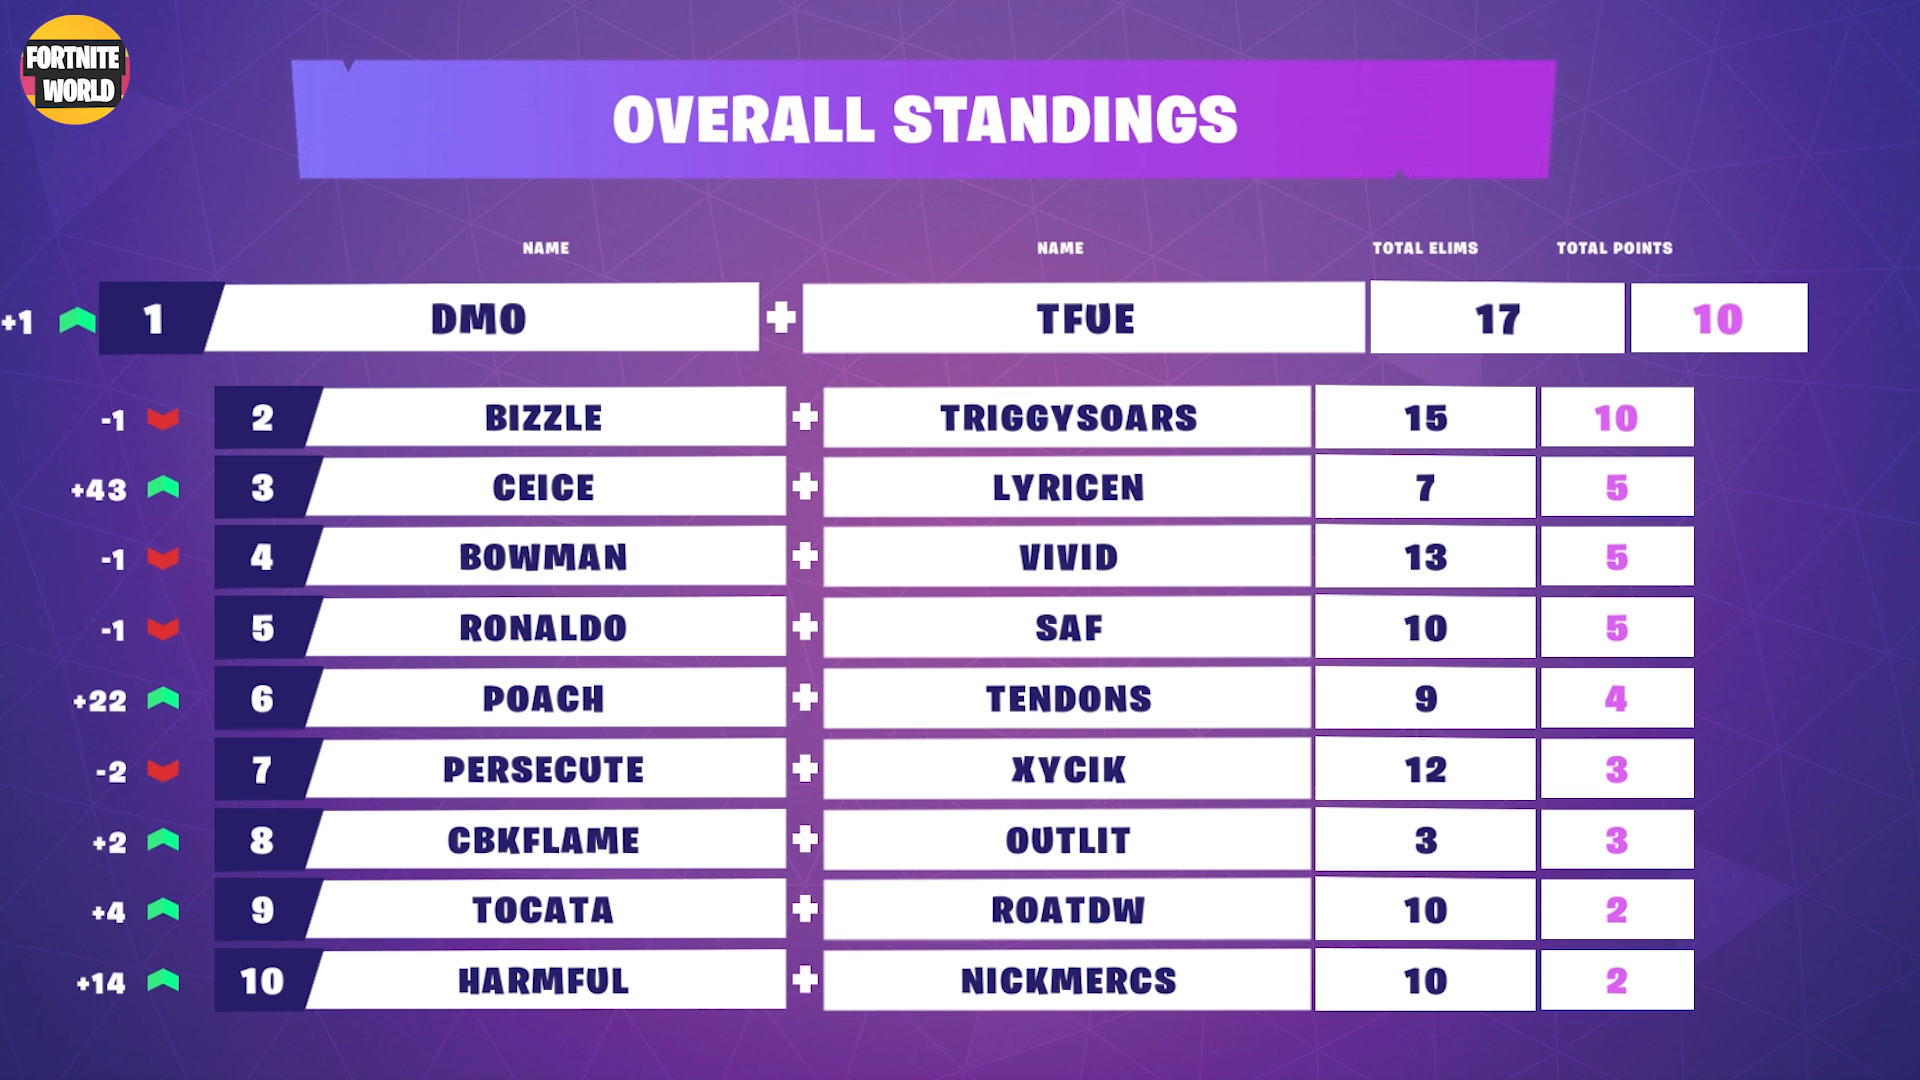 FORTNITE
WORLD
OVERALL STANDINGS
NAME NAME TOTAL ELIMS TOTAL POINTS
+1 1 DMO + TFUE 17 10
-1 2 BIZZLE + TRIGGYSOARS 15 10
+43 3 CEICE + LYRICEN 7 5
-1 4 BOWMAN + VIVID 13 5
-1 5 RONALDO + SAF 10 5
+22 6 POACH + TENDONS 9 4
-2 7 PERSECUTE + XYCIK 12 3
+2 8 CBKFLAME + OUTLIT 3 3
+4 9 TOCATA + ROATDW 10 2
+14 10 HARMFUL + NICKMERCS 10 2